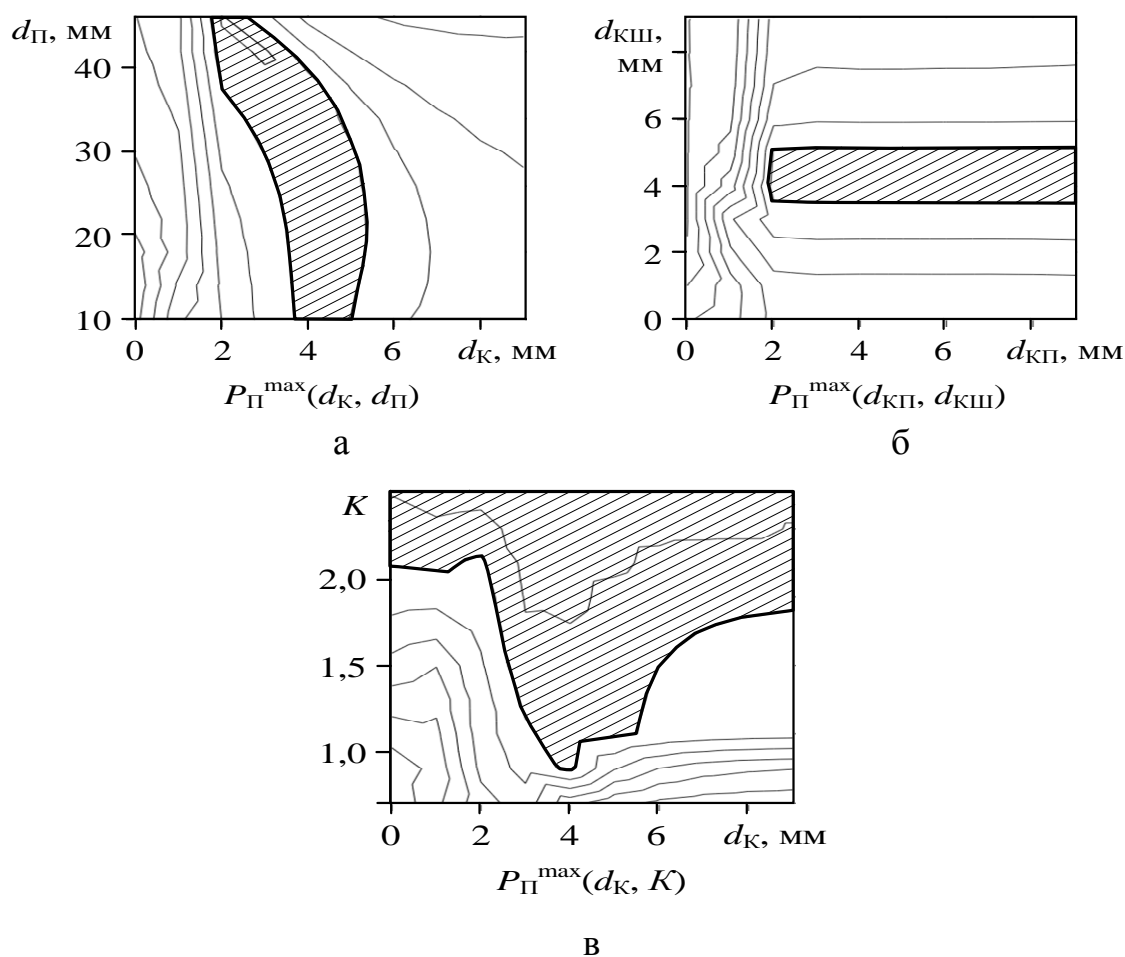 d_П, мм
40
30
20
10
0 2 4 6 d_К, мм
P_П^max(d_К, d_П)
а
d_КШ,
мм
6
4
2
0
0 2 4 6 d_КП, мм
P_П^max(d_КП, d_КШ)
б
K
2,0
1,5
1,0
0 2 4 6 d_К, мм
P_П^max(d_К, K)
в